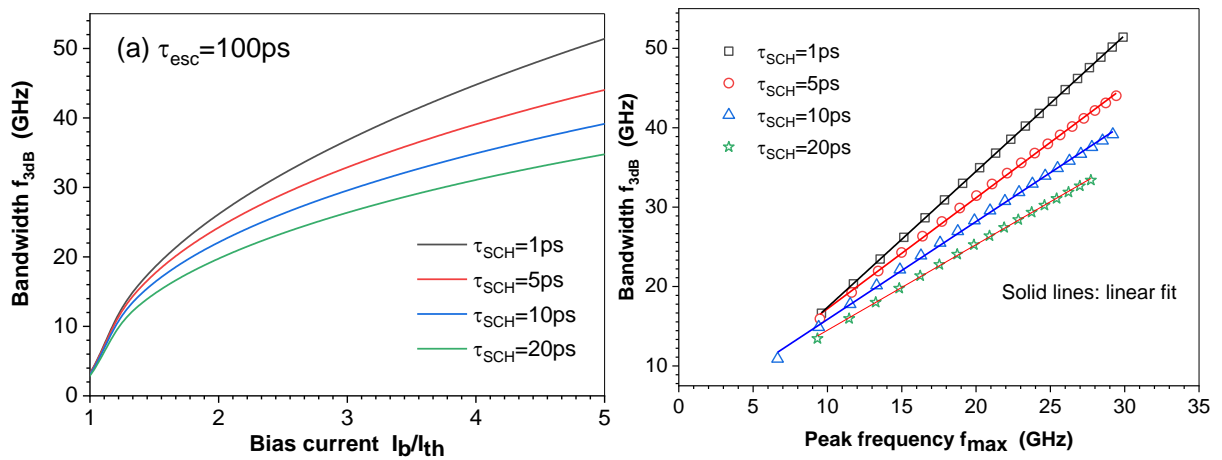 (a) τesc=100ps
Bandwidth f3dB (GHz)
50
40
30
20
10
0
τSCH=1ps
τSCH=5ps
τSCH=10ps
τSCH=20ps
1 2 3 4 5
Bias current Ib/Ith
Bandwidth f3dB (GHz)
50
40
30
20
10
τSCH=1ps
τSCH=5ps
τSCH=10ps
τSCH=20ps
Solid lines: linear fit
0 5 10 15 20 25 30 35
Peak frequency fmax (GHz)